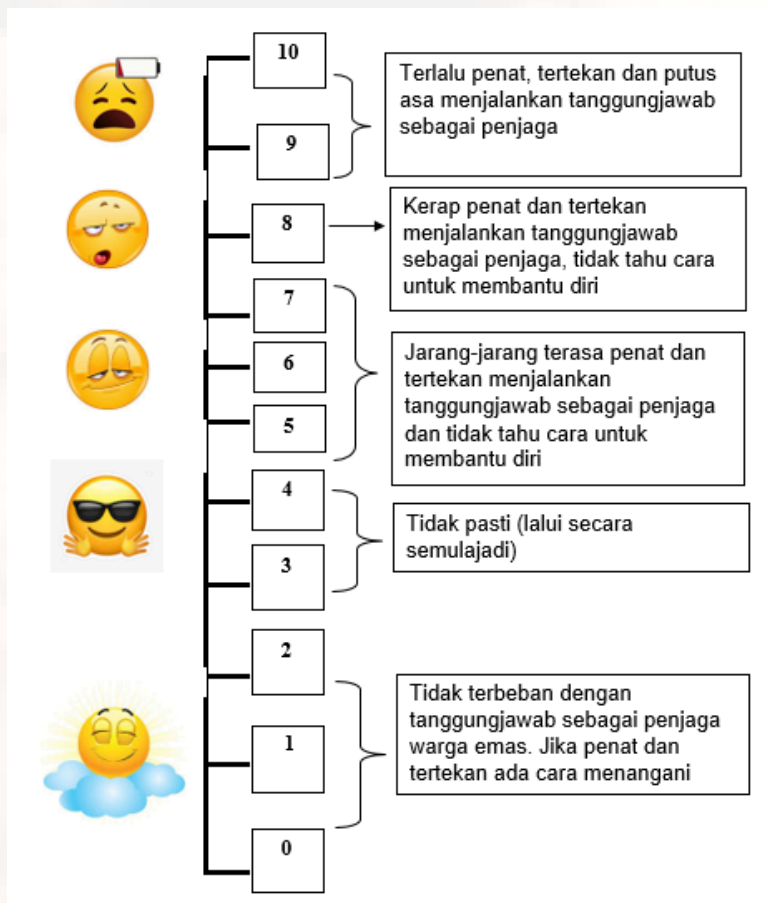 10
Terlalu penat, tertekan dan putus
asa menjalankan tanggungjawab
sebagai penjaga
9
8
Kerap penat dan tertekan
menjalankan tanggungjawab
sebagai penjaga, tidak tahu cara
untuk membantu diri
7
6
5
Jarang-jarang terasa penat dan
tertekan menjalankan
tanggungjawab sebagai penjaga
dan tidak tahu cara untuk
membantu diri
4
3
Tidak pasti (lalui secara
semulajadi)
2
1
0
Tidak terbeban dengan
tanggungjawab sebagai penjaga
warga emas. Jika penat dan
tertekan ada cara menangani